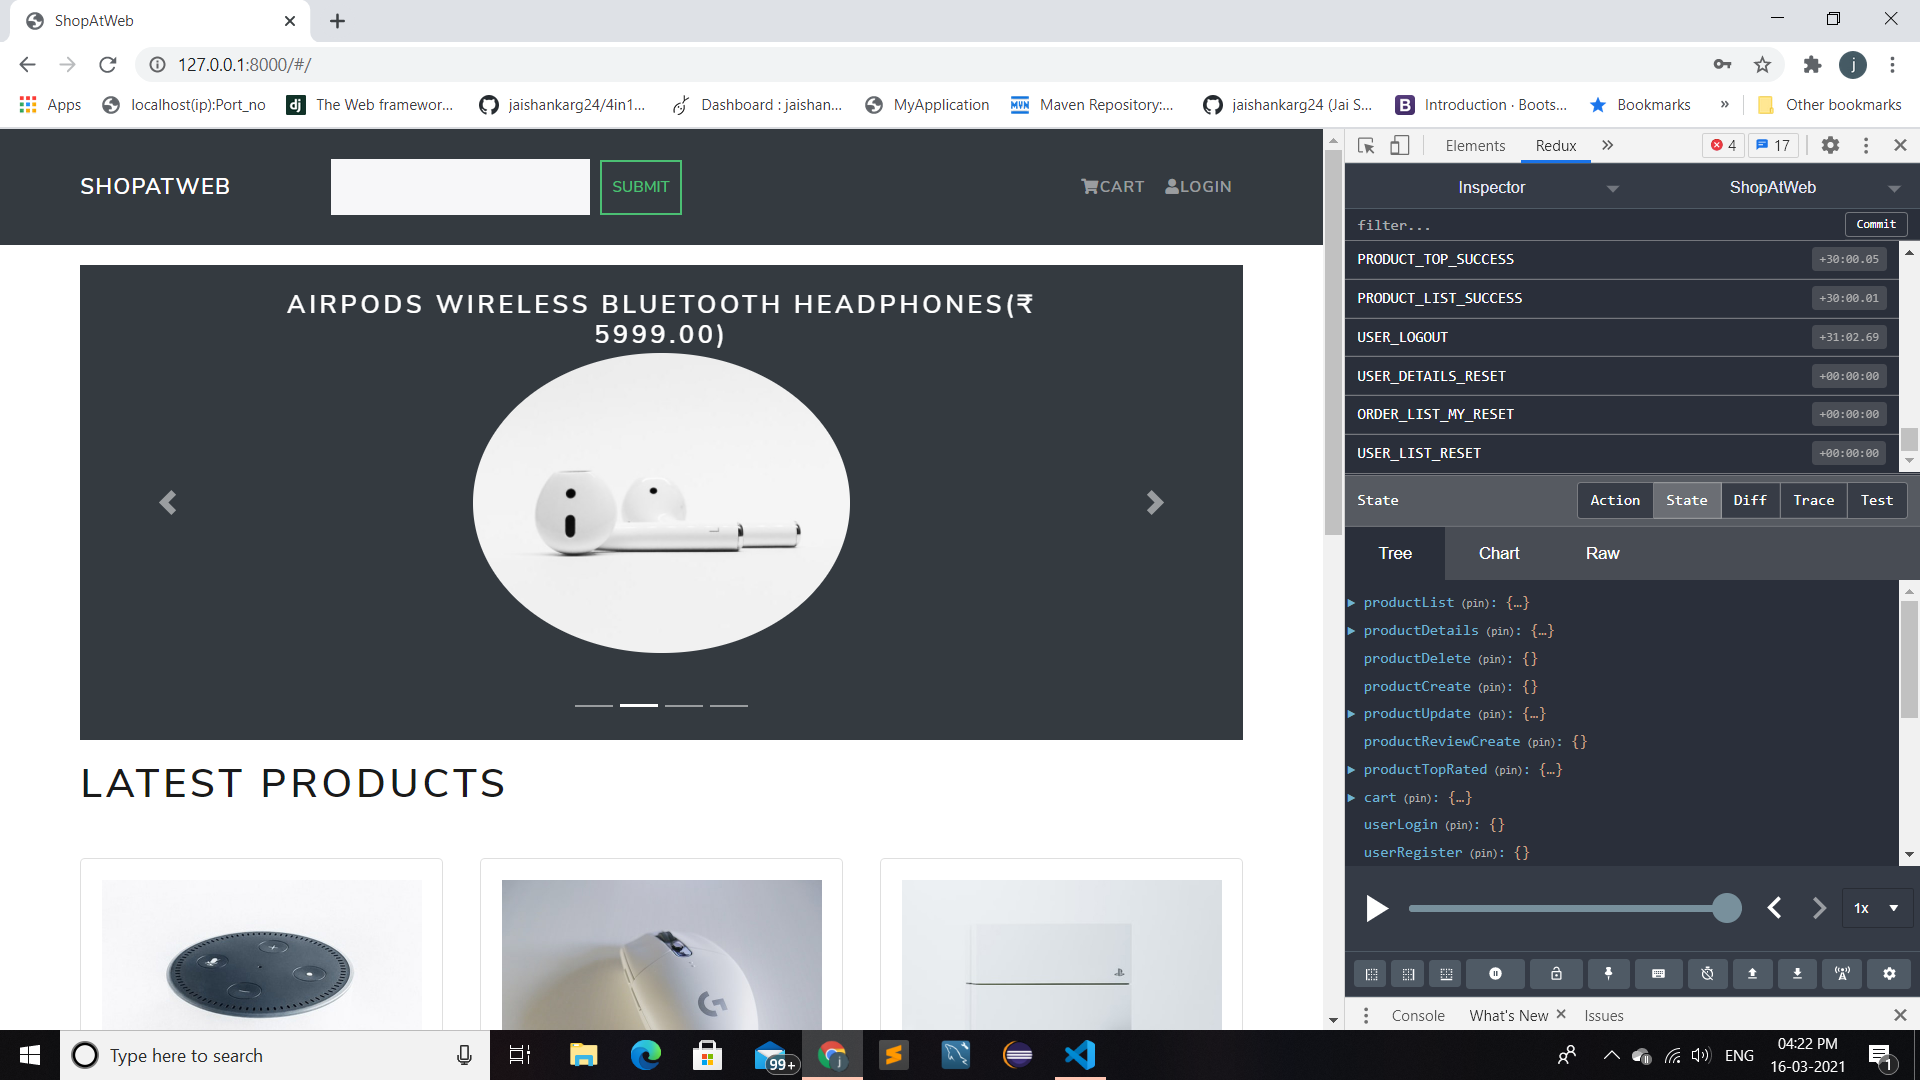 ShopAtWeb
127.0.0.1:8000/#/
j
Apps
localhost(ip):Port_no
dj
The Web framewor...
jaishankarg24/4in1...
Dashboard : jaishan...
MyApplication
MVN
Maven Repository:...
jaishankarg24 (Jai S...
B
Introduction · Boots...
Bookmarks
»
Other bookmarks
SHOPATWEB
SUBMIT
CART
LOGIN
AIRPODS WIRELESS BLUETOOTH HEADPHONES(₹
5999.00)
LATEST PRODUCTS
Elements
Redux
»
4
17
Inspector
ShopAtWeb
filter...
Commit
PRODUCT_TOP_SUCCESS
+30:00.05
PRODUCT_LIST_SUCCESS
+30:00.01
USER_LOGOUT
+31:02.69
USER_DETAILS_RESET
+00:00:00
ORDER_LIST_MY_RESET
+00:00:00
USER_LIST_RESET
+00:00:00
State
Action
State
Diff
Trace
Test
Tree
Chart
Raw
productList (pin): {…}
productDetails (pin): {…}
productDelete (pin): {}
productCreate (pin): {}
productUpdate (pin): {…}
productReviewCreate (pin): {}
productTopRated (pin): {…}
cart (pin): {…}
userLogin (pin): {}
userRegister (pin): {}
1x
Console
What's New
Issues
Type here to search
99+
j
ENG
04:22 PM
16-03-2021
1